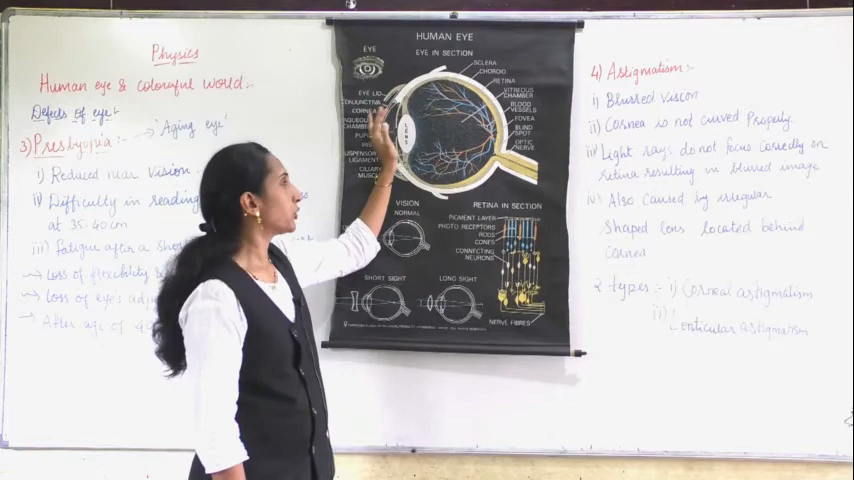 Physics
Human eye & colorful world:-
Defects of eye:-
3) Presbyopia :- → 'Aging eye'
i) Reduced near vision
ii) Difficulty in reading
at 35-40cm
iii) Fatigue after a short
→ Loss of flexibility
→ Loss of eye's
→ After age of
HUMAN EYE
EYE
EYE IN SECTION
SCLERA
CHOROID
RETINA
VITREOUS
CHAMBER
BLOOD
VESSELS
FOVEA
BLIND
SPOT
OPTIC
NERVE
EYE LID
CONJUNCTIVA
CORNEA
AQUEOUS
CHAMBER
LENS
LIGAMENT
CILIARY
VISION
NORMAL
SHORT SIGHT
LONG SIGHT
RETINA IN SECTION
PIGMENT LAYER
PHOTO RECEPTORS
RODS
CONES
CONNECTING
NEURONS
NERVE FIBRES
4) Astigmatism :-
i) Blurred vision
ii) Cornea is not curved Properly
iii) Light rays do not focus correctly on
retina resulting in blurred image
iv) Also caused by irregular
shaped lens located behind
cornea
2 types :- i) Corneal astigmatism
ii) Lenticular astigmatism